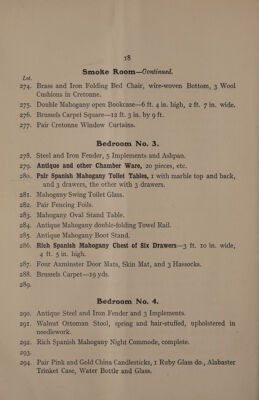 18
Smoke Room—Continued.
Lot.
274. Brass and Iron Folding Bed Chair, wire-woven Bottom, 3 Wool
Cushions in Cretonne.
275. Double Mahogany open Bookcase—6 ft. 4 in. high, 2 ft. 7 in. wide.
276. Brussels Carpet Square—12 ft. 3 in. by 9 ft.
277. Pair Cretonne Window Curtains.
Bedroom No. 3.
278. Steel and Iron Fender, 5 Implements and Ashpan.
279. Antique and other Chamber Ware, 20 pieces, etc.
280. Pair Spanish Mahogany Toilet Tables, 1 with marble top and back,
and 3 drawers, the other with 3 drawers.
281. Mahogany Swing Toilet Glass.
282. Pair Fencing Foils.
283. Mahogany Oval Stand Table.
284. Antique Mahogany double-folding Towel Rail.
285. Antique Mahogany Boot Stand.
286. Rich Spanish Mahogany Chest of Six Drawers—3 ft. 10 in. wide,
4 ft. 5 in. high.
287. Four Axminster Door Mats, Skin Mat, and 3 Hassocks.
288. Brussels Carpet—19 yds.
289.
Bedroom No. 4.
290. Antique Steel and Iron Fender and 3 Implements.
291. Walnut Ottoman Stool, spring and hair-stuffed, upholstered in
needlework.
292. Rich Spanish Mahogany Night Commode, complete.
293.
294. Pair Pink and Gold China Candlesticks, 1 Ruby Glass do., Alabaster
Trinket Case, Water Bottle and Glass.